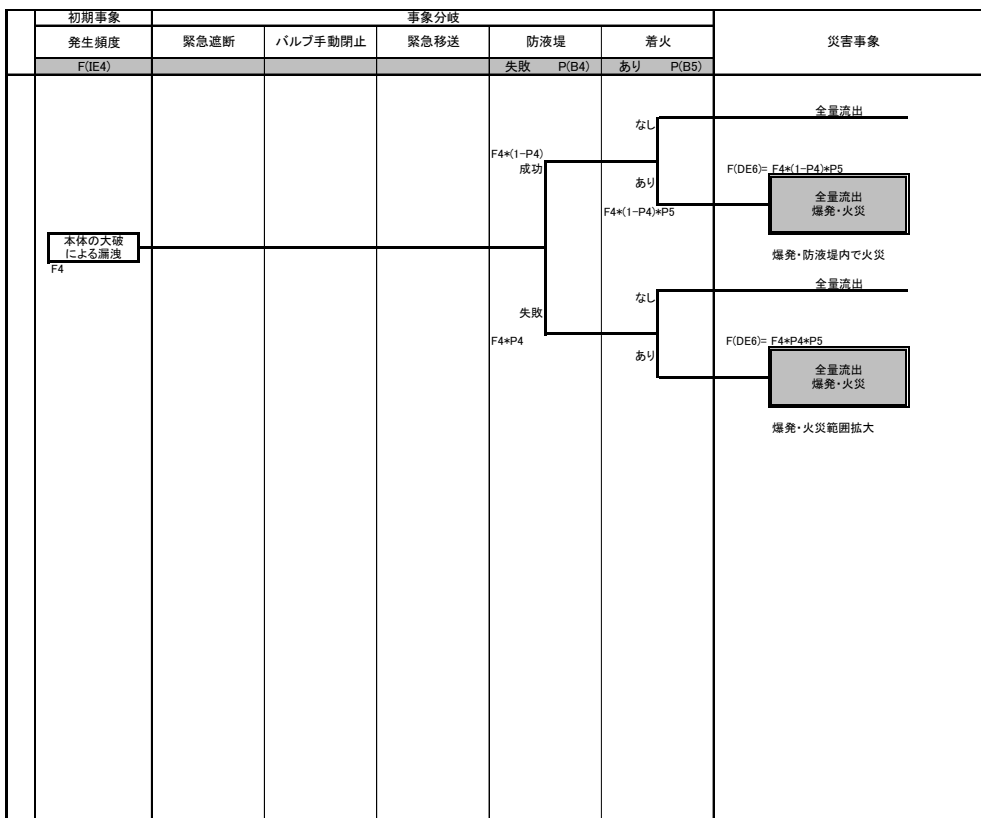 初期事象 事象分岐
発生頻度 緊急遮断 バルブ手動閉止 緊急移送 防液堤 着火 災害事象
F(IE4) 失敗 P(B4) あり P(B5)
全量流出
なし
F4*(1-P4)
成功
F(DE6)= F4*(1-P4)*P5
あり
全量流出
爆発・火災
F4*(1-P4)*P5
本体の大破
による漏洩
F4
爆発・防液堤内で火災
全量流出
なし
失敗
F4*P4
F(DE6)= F4*P4*P5
あり
全量流出
爆発・火災
爆発・火災範囲拡大